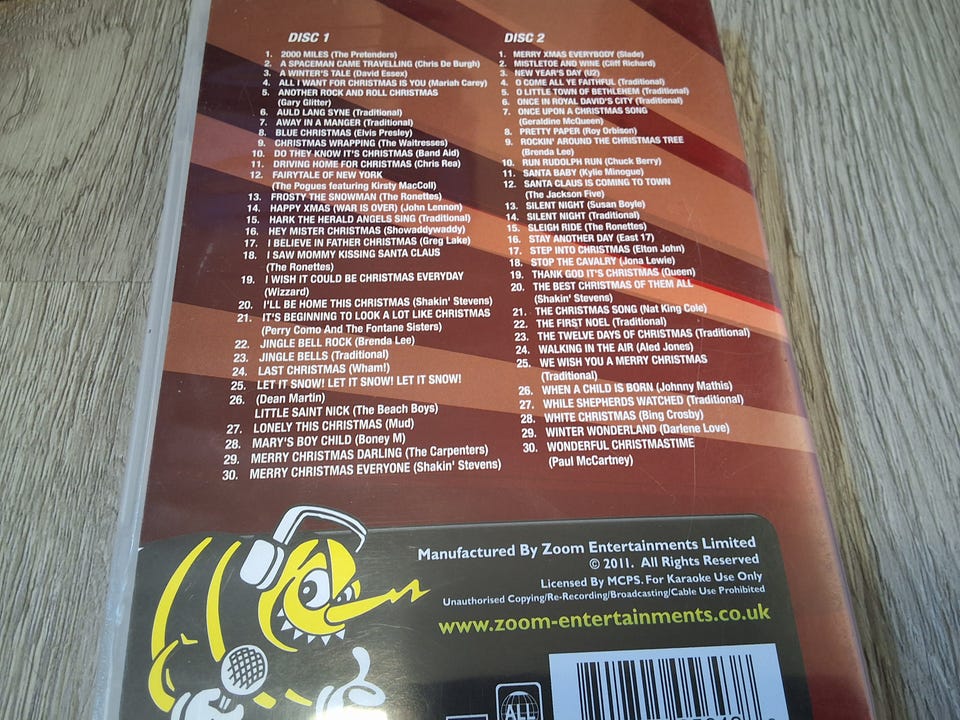 DISC 1
1. 2000 MILES (The Pretenders)
2. A SPACEMAN CAME TRAVELLING (Chris De Burgh)
3. A WINTER'S TALE (David Essex)
4. ALL I WANT FOR CHRISTMAS IS YOU (Mariah Carey)
5. ANOTHER ROCK AND ROLL CHRISTMAS
(Gary Glitter)
6. AULD LANG SYNE (Traditional)
7. AWAY IN A MANGER (Traditional)
8. BLUE CHRISTMAS (Elvis Presley)
9. CHRISTMAS WRAPPING (The Waitresses)
10. DO THEY KNOW IT'S CHRISTMAS (Band Aid)
11. DRIVING HOME FOR CHRISTMAS (Chris Rea)
12. FAIRYTALE OF NEW YORK
(The Pogues featuring Kirsty MacColl)
13. FROSTY THE SNOWMAN (The Ronettes)
14. HAPPY XMAS (WAR IS OVER) (John Lennon)
15. HARK THE HERALD ANGELS SING (Traditional)
16. HEY MISTER CHRISTMAS (Showaddywaddy)
17. I BELIEVE IN FATHER CHRISTMAS (Greg Lake)
18. I SAW MOMMY KISSING SANTA CLAUS
(The Ronettes)
19. I WISH IT COULD BE CHRISTMAS EVERYDAY
(Wizzard)
20. I'LL BE HOME THIS CHRISTMAS (Shakin' Stevens)
21. IT'S BEGINNING TO LOOK A LOT LIKE CHRISTMAS
(Perry Como And The Fontane Sisters)
22. JINGLE BELL ROCK (Brenda Lee)
23. JINGLE BELLS (Traditional)
24. LAST CHRISTMAS (Wham!)
25. LET IT SNOW! LET IT SNOW! LET IT SNOW!
26. (Dean Martin)
LITTLE SAINT NICK (The Beach Boys)
27. LONELY THIS CHRISTMAS (Mud)
28. MARY'S BOY CHILD (Boney M)
29. MERRY CHRISTMAS DARLING (The Carpenters)
30. MERRY CHRISTMAS EVERYONE (Shakin' Stevens)
DISC 2
1. MERRY XMAS EVERYBODY (Slade)
2. MISTLETOE AND WINE (Cliff Richard)
3. NEW YEAR'S DAY (U2)
4. O COME ALL YE FAITHFUL (Traditional)
5. O LITTLE TOWN OF BETHLEHEM (Traditional)
6. ONCE IN ROYAL DAVID'S CITY (Traditional)
7. ONCE UPON A CHRISTMAS SONG
(Geraldine McQueen)
8. PRETTY PAPER (Roy Orbison)
9. ROCKIN' AROUND THE CHRISTMAS TREE
(Brenda Lee)
10. RUN RUDOLPH RUN (Chuck Berry)
11. SANTA BABY (Kylie Minogue)
12. SANTA CLAUS IS COMING TO TOWN
(The Jackson Five)
13. SILENT NIGHT (Susan Boyle)
14. SILENT NIGHT (Traditional)
15. SLEIGH RIDE (The Ronettes)
16. STAY ANOTHER DAY (East 17)
17. STEP INTO CHRISTMAS (Elton John)
18. STOP THE CAVALRY (Jona Lewie)
19. THANK GOD IT'S CHRISTMAS (Queen)
20. THE BEST CHRISTMAS OF THEM ALL
(Shakin' Stevens)
21. THE CHRISTMAS SONG (Nat King Cole)
22. THE FIRST NOEL (Traditional)
23. THE TWELVE DAYS OF CHRISTMAS (Traditional)
24. WALKING IN THE AIR (Aled Jones)
25. WE WISH YOU A MERRY CHRISTMAS
(Traditional)
26. WHEN A CHILD IS BORN (Johnny Mathis)
27. WHILE SHEPHERDS WATCHED (Traditional)
28. WHITE CHRISTMAS (Bing Crosby)
29. WINTER WONDERLAND (Darlene Love)
30. WONDERFUL CHRISTMASTIME
(Paul McCartney)
Manufactured By Zoom Entertainments Limited
© 2011. All Rights Reserved
Licensed By MCPS. For Karaoke Use Only
Unauthorised Copying/Re-Recording/Broadcasting/Cable Use Prohibited
www.zoom-entertainments.co.uk
ALL